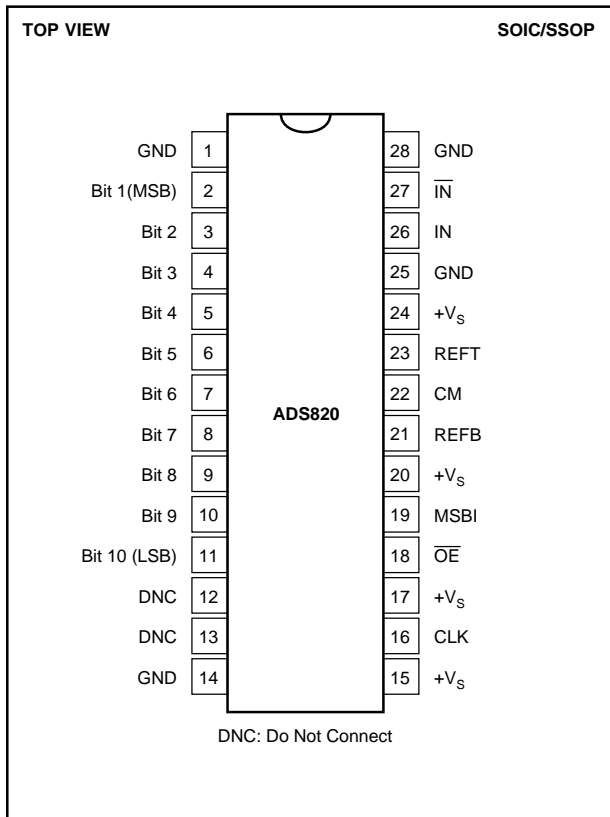 TOP VIEW SOIC/SSOP
GND 1 28 GND
Bit 1(MSB) 2 27 I̅N̅
Bit 2 3 26 IN
Bit 3 4 25 GND
Bit 4 5 24 +VS
Bit 5 6 23 REFT
Bit 6 7 22 CM
ADS820
Bit 7 8 21 REFB
Bit 8 9 20 +VS
Bit 9 10 19 MSBI
Bit 10 (LSB) 11 18 O̅E̅
DNC 12 17 +VS
DNC 13 16 CLK
GND 14 15 +VS
DNC: Do Not Connect